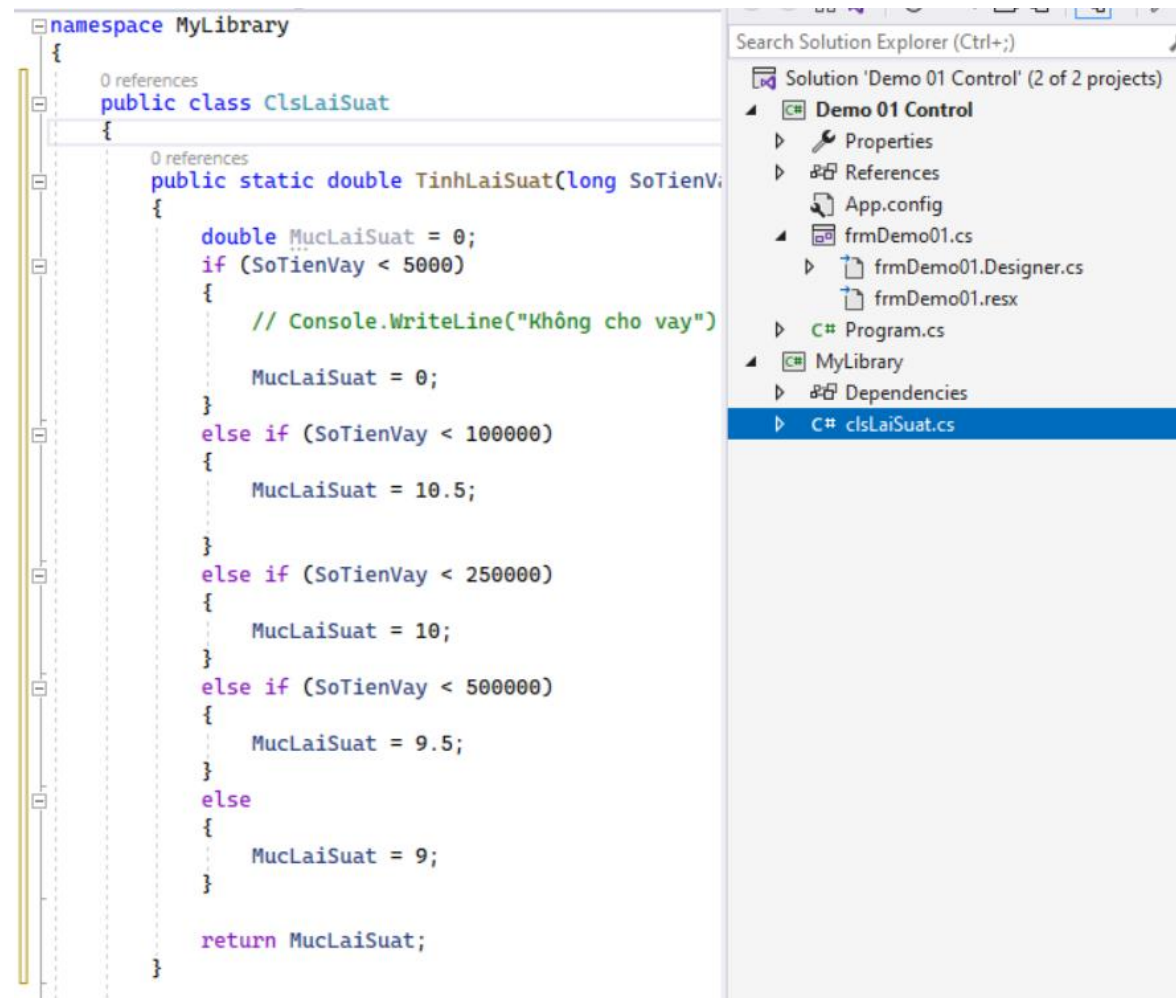 namespace MyLibrary
{
0 references
public class ClsLaiSuat
{
0 references
public static double TinhLaiSuat(long
{
double MucLaiSuat = 0;
if (SoTienVay < 5000)
{
// Console.WriteLine("Không cho vay")
MucLaiSuat = 0;
}
else if (SoTienVay < 100000)
{
MucLaiSuat = 10.5;
}
else if (SoTienVay < 250000)
{
MucLaiSuat = 10;
}
else if (SoTienVay < 500000)
{
MucLaiSuat = 9.5;
}
else
{
MucLaiSuat = 9;
}
return MucLaiSuat;
}
Search Solution Explorer (Ctrl+;)
Solution 'Demo 01 Control' (2 of 2 projects)
C# Demo 01 Control
Properties
References
App.config
frmDemo01.cs
frmDemo01.Designer.cs
frmDemo01.resx
C# Program.cs
C# MyLibrary
Dependencies
C# clsLaiSuat.cs